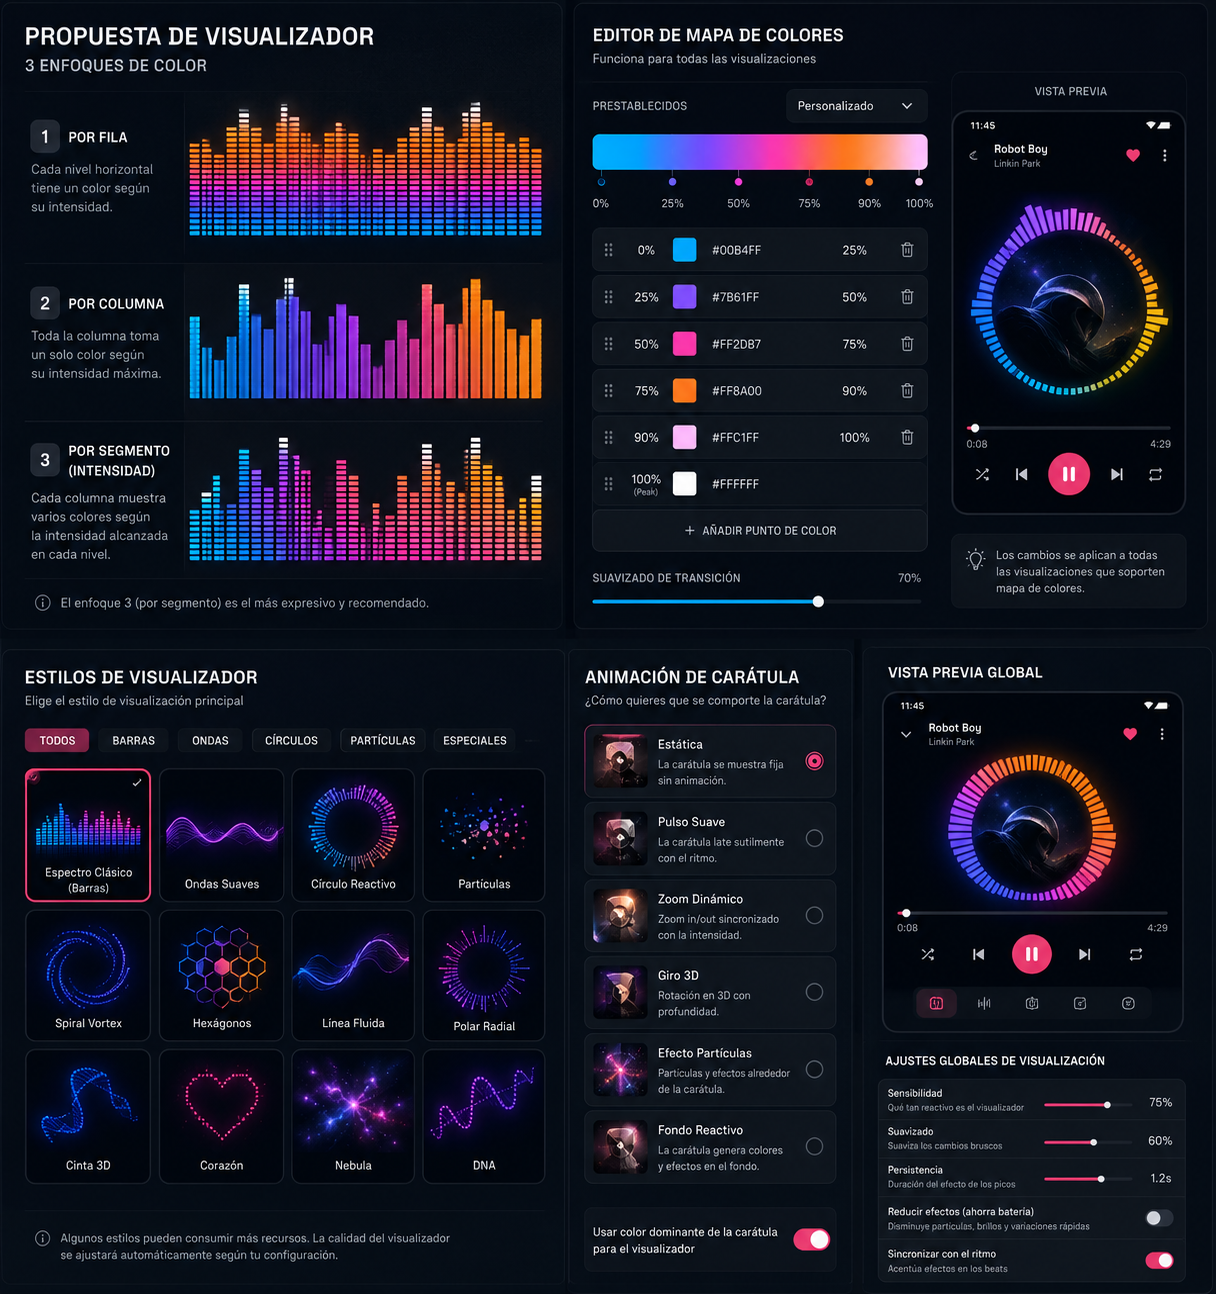 PROPUESTA DE VISUALIZADOR
3 ENFOQUES DE COLOR
1
POR FILA
Cada nivel horizontal
tiene un color según
su intensidad.
2
POR COLUMNA
Toda la columna toma
un solo color según
su intensidad máxima.
3
POR SEGMENTO
(INTENSIDAD)
Cada columna muestra
varios colores según
la intensidad alcanzada
en cada nivel.
El enfoque 3 (por segmento) es el más expresivo y recomendado.
EDITOR DE MAPA DE COLORES
Funciona para todas las visualizaciones
PRESTABLECIDOS
Personalizado
0% 25% 50% 75% 90% 100%
0% #00B4FF 25%
25% #7B61FF 50%
50% #FF2DB7 75%
75% #FF8A00 90%
90% #FFC1FF 100%
100% #FFFFFF
(Peak)
+ AÑADIR PUNTO DE COLOR
SUAVIZADO DE TRANSICIÓN 70%
VISTA PREVIA
11:45
Robot Boy
Linkin Park
0:08 4:29
Los cambios se aplican a todas
las visualizaciones que soporten
mapa de colores.
ESTILOS DE VISUALIZADOR
Elige el estilo de visualización principal
TODOS BARRAS ONDAS CÍRCULOS PARTÍCULAS ESPECIALES
Espectro Clásico
(Barras)
Ondas Suaves
Círculo Reactivo
Partículas
Spiral Vortex
Hexágonos
Línea Fluida
Polar Radial
Cinta 3D
Corazón
Nebula
DNA
Algunos estilos pueden consumir más recursos. La calidad del visualizador
se ajustará automáticamente según tu configuración.
ANIMACIÓN DE CARÁTULA
¿Cómo quieres que se comporte la carátula?
Estática
La carátula se muestra fija
sin animación.
Pulso Suave
La carátula late sutilmente
con el ritmo.
Zoom Dinámico
Zoom in/out sincronizado
con la intensidad.
Giro 3D
Rotación en 3D con
profundidad.
Efecto Partículas
Particulas y efectos alrededor
de la carátula.
Fondo Reactivo
La carátula genera colores
y efectos en el fondo.
Usar color dominante de la carátula
para el visualizador
VISTA PREVIA GLOBAL
11:45
Robot Boy
Linkin Park
0:08 4:29
AJUSTES GLOBALES DE VISUALIZACIÓN
Sensibilidad
Qué tan reactivo es el visualizador
75%
Suavizado
Suaviza los cambios bruscos
60%
Persistencia
Duración del efecto de los picos
1.2s
Reducir efectos (ahorra batería)
Disminuye particulas, brillos y variaciones rápidas
Sincronizar con el ritmo
Acentúa efectos en los beats